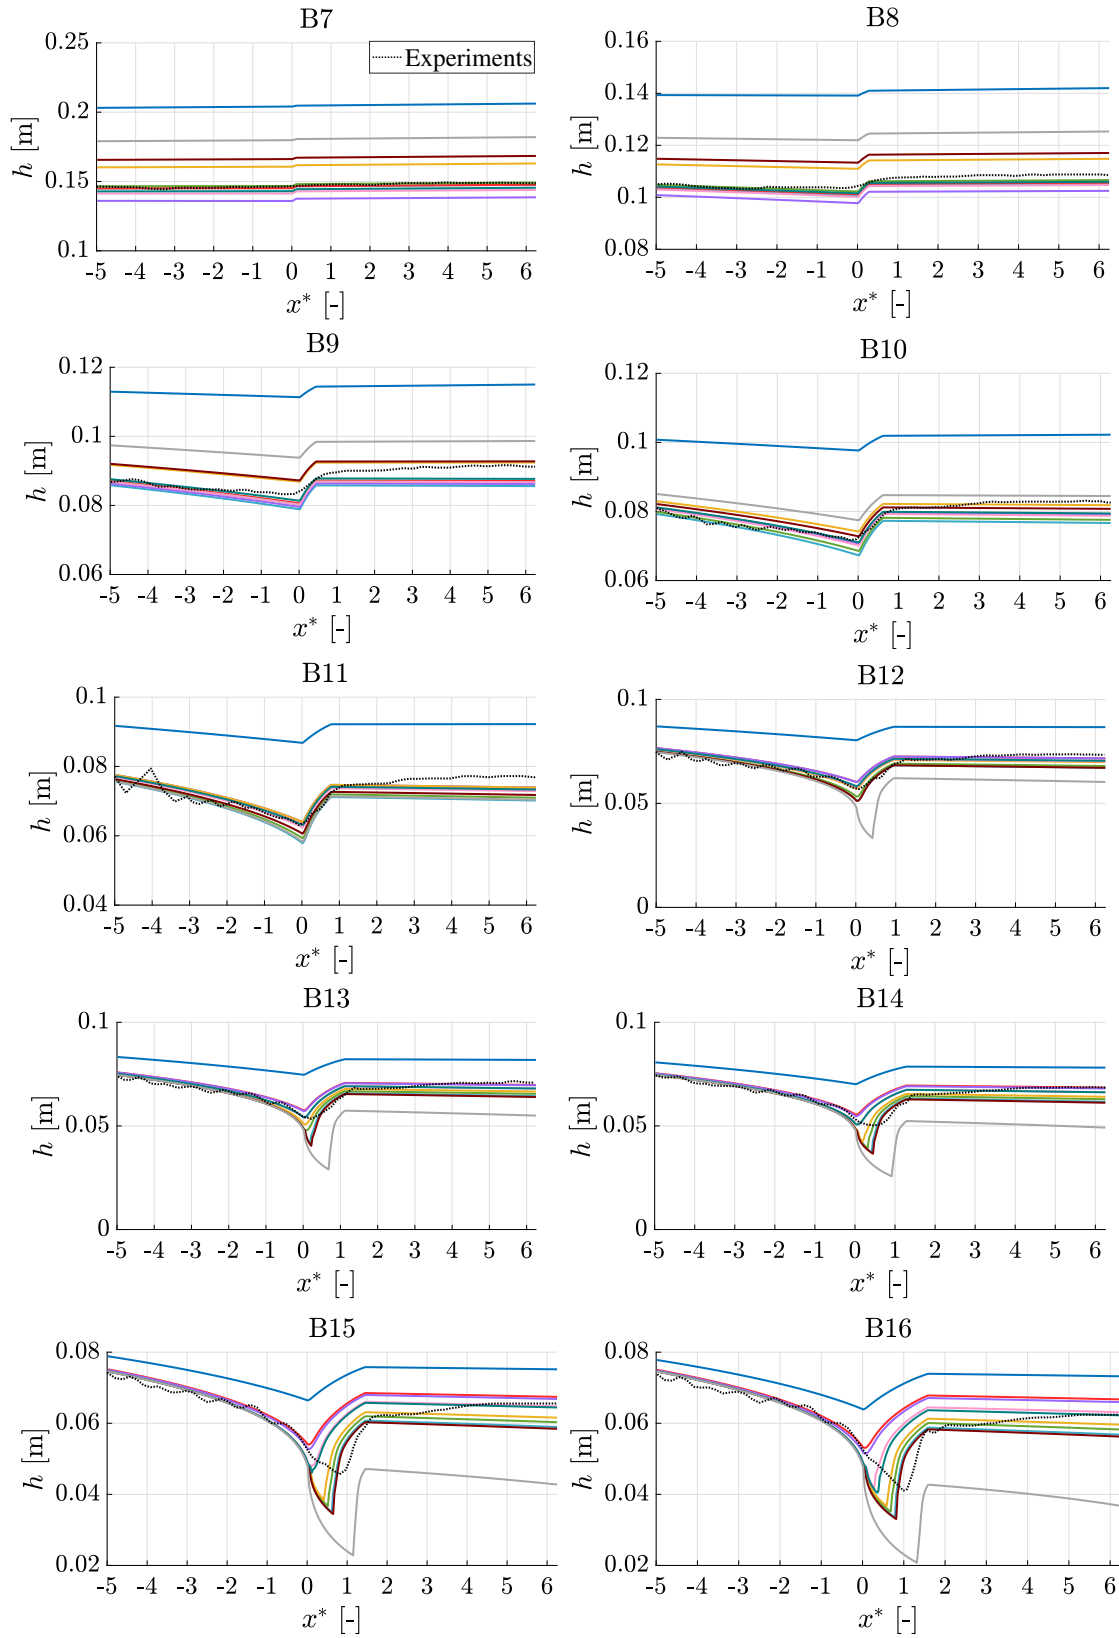 B7
0.25
0.2
0.15
0.1
h [m]
Experiments
-5 -4 -3 -2 -1 0 1 2 3 4 5 6
x* [-]
B8
0.16
0.14
0.12
0.1
0.08
h [m]
-5 -4 -3 -2 -1 0 1 2 3 4 5 6
x* [-]
B9
0.12
0.1
0.08
0.06
h [m]
-5 -4 -3 -2 -1 0 1 2 3 4 5 6
x* [-]
B10
0.12
0.1
0.08
0.06
h [m]
-5 -4 -3 -2 -1 0 1 2 3 4 5 6
x* [-]
B11
0.1
0.08
0.06
0.04
h [m]
-5 -4 -3 -2 -1 0 1 2 3 4 5 6
x* [-]
B12
0.1
0.05
0
h [m]
-5 -4 -3 -2 -1 0 1 2 3 4 5 6
x* [-]
B13
0.1
0.05
0
h [m]
-5 -4 -3 -2 -1 0 1 2 3 4 5 6
x* [-]
B14
0.1
0.05
0
h [m]
-5 -4 -3 -2 -1 0 1 2 3 4 5 6
x* [-]
B15
0.08
0.06
0.04
0.02
h [m]
-5 -4 -3 -2 -1 0 1 2 3 4 5 6
x* [-]
B16
0.08
0.06
0.04
0.02
h [m]
-5 -4 -3 -2 -1 0 1 2 3 4 5 6
x* [-]